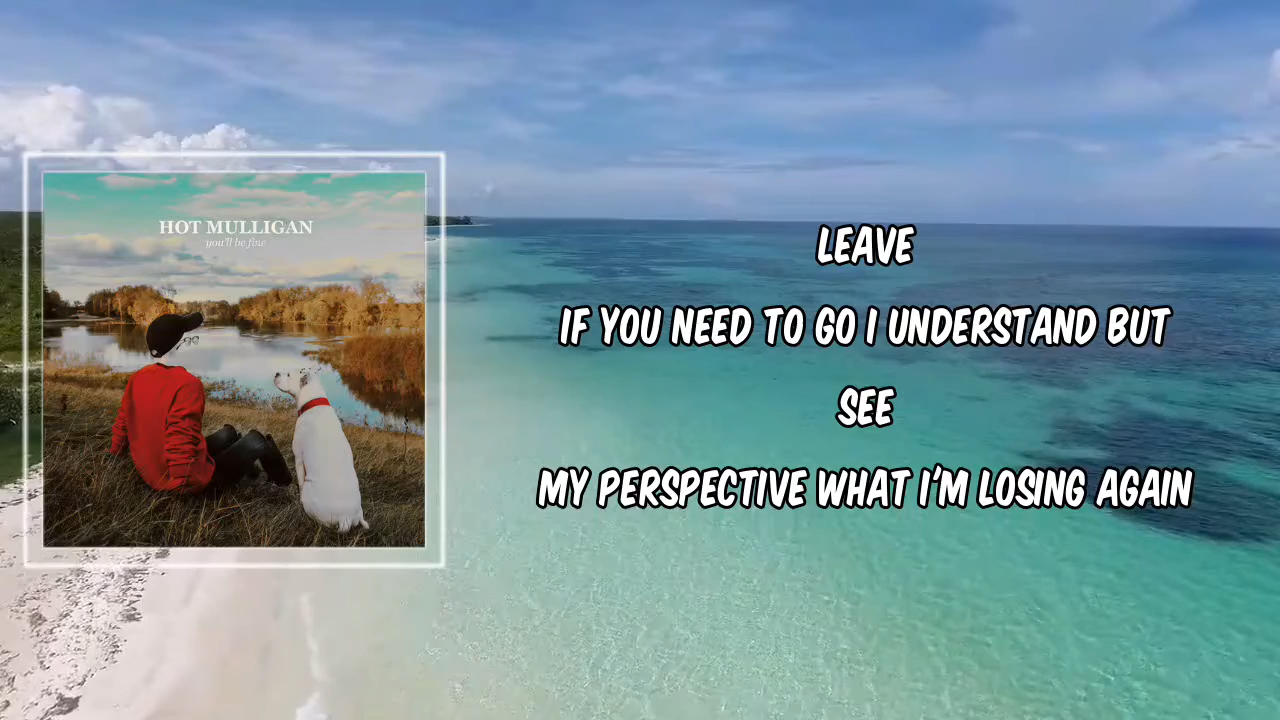 HOT MULLIGAN
you'll be fine
LEAVE
IF YOU NEED TO GO I UNDERSTAND BUT
SEE
MY PERSPECTIVE WHAT I'M LOSING AGAIN